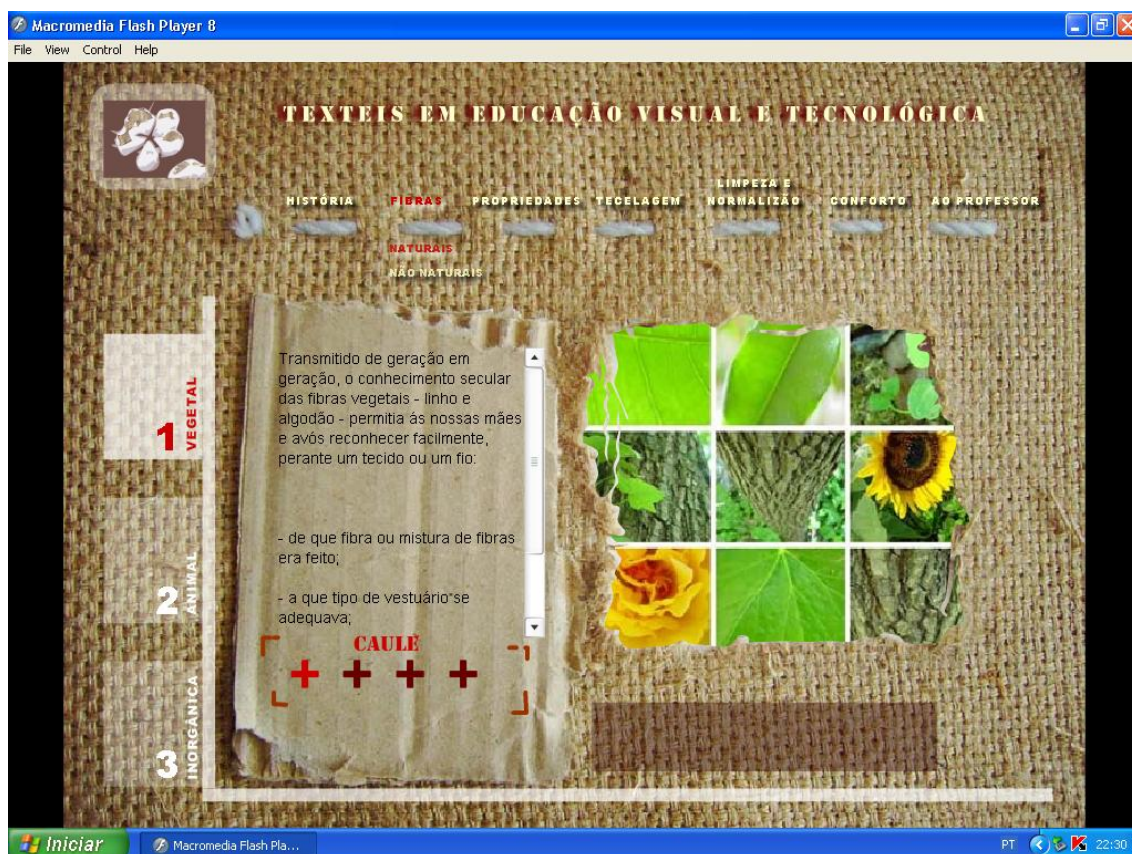 Macromedia Flash Player 8
File View Control Help
TEXTEIS EM EDUCAÇÃO VISUAL E TECNOLÓGICA
HISTÓRIA
FIBRAS
PROPRIEDADES
TECELAGEM
LIMPEZA E
NORMALIZÃO
CONFORTO
AO PROFESSOR
NATURAIS
NÃO NATURAIS
1 VEGETAL
2 ANIMAL
3 INORGÂNICA
Transmitido de geração em
geração, o conhecimento secular
das fibras vegetais - linho e
algodão - permitia ás nossas mães
e avós reconhecer facilmente,
perante um tecido ou um fio:
- de que fibra ou mistura de fibras
era feito;
- a que tipo de vestuário se
adequava;
CAULE
Iniciar
Macromedia Flash Pla...
PT
22:30